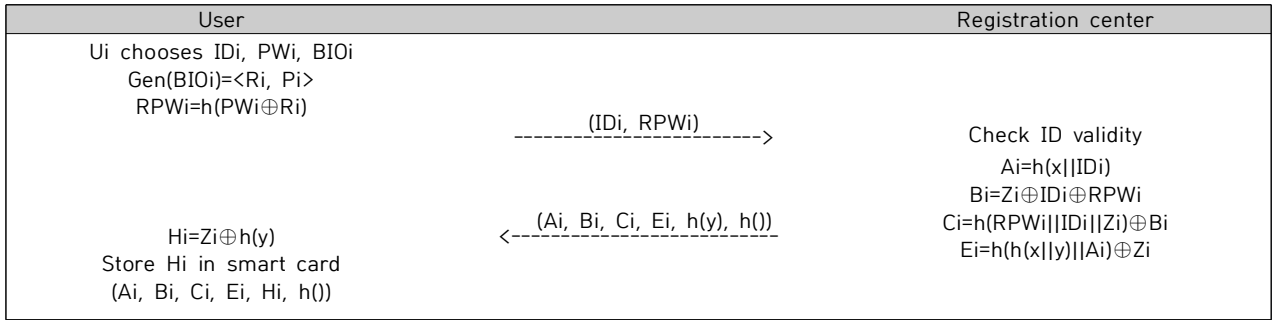 User
Registration center
Ui chooses IDi, PWi, BIOi
Gen(BIOi)=<Ri, Pi>
RPWi=h(PWi⊕Ri)
(IDi, RPWi)
Check ID validity
Ai=h(x||IDi)
Bi=Zi⊕IDi⊕RPWi
Ci=h(RPWi||IDi||Zi)⊕Bi
Ei=h(h(x||y)||Ai)⊕Zi
(Ai, Bi, Ci, Ei, h(y), h())
Hi=Zi⊕h(y)
Store Hi in smart card
(Ai, Bi, Ci, Ei, Hi, h())